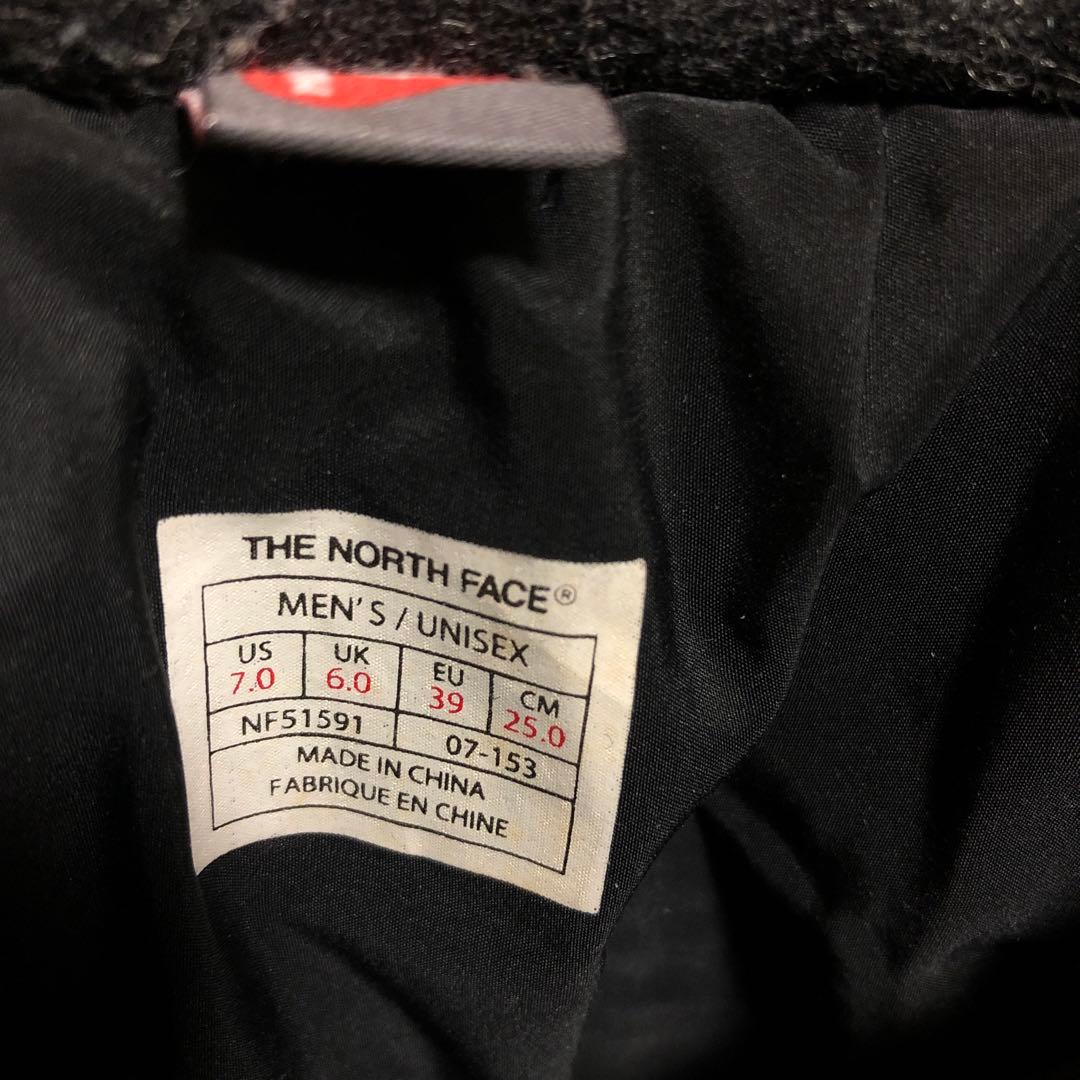 THE NORTH FACE®
MEN'S / UNISEX
US UK EU CM
7.0 6.0 39 25.0
NF51591 07-153
MADE IN CHINA
FABRIQUE EN CHINE